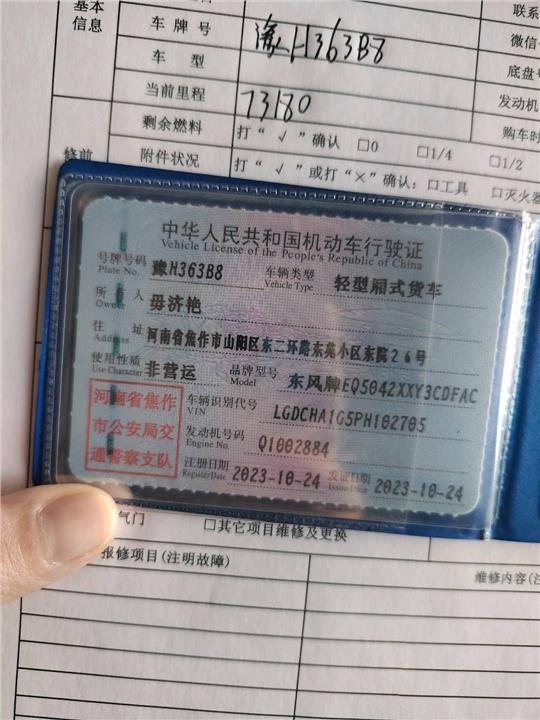 基本
信息
联系
车牌号 豫H363B8
微信
车型
底盘号
当前里程 73180
发动机
剩余燃料 打“√”确认 □0 □1/4 □1/2
购车时
修前
附件状况 打“√”或打“×”确认：□工具 □灭火器
中华人民共和国机动车行驶证
Vehicle License of the People's Republic of China
号牌号码 豫H363B8 车辆类型 轻型厢式货车
Plate No. Vehicle Type
所有人 毋济艳
Owner
住址 河南省焦作市山阳区东二环路东苑小区东院26号
Address
使用性质 非营运 品牌型号 东风牌EQ5042XXY3CDFAC
Use Character Model
河南省焦作
市公安局交
通警察支队
车辆识别代号 LGDCHA1G5PH102705
VIN
发动机号码 Q1002884
Engine No.
注册日期 2023-10-24 发证日期 2023-10-24
Register Date Issue Date
气门 □其它项目维修及更换
报修项目(注明故障) 维修内容(注